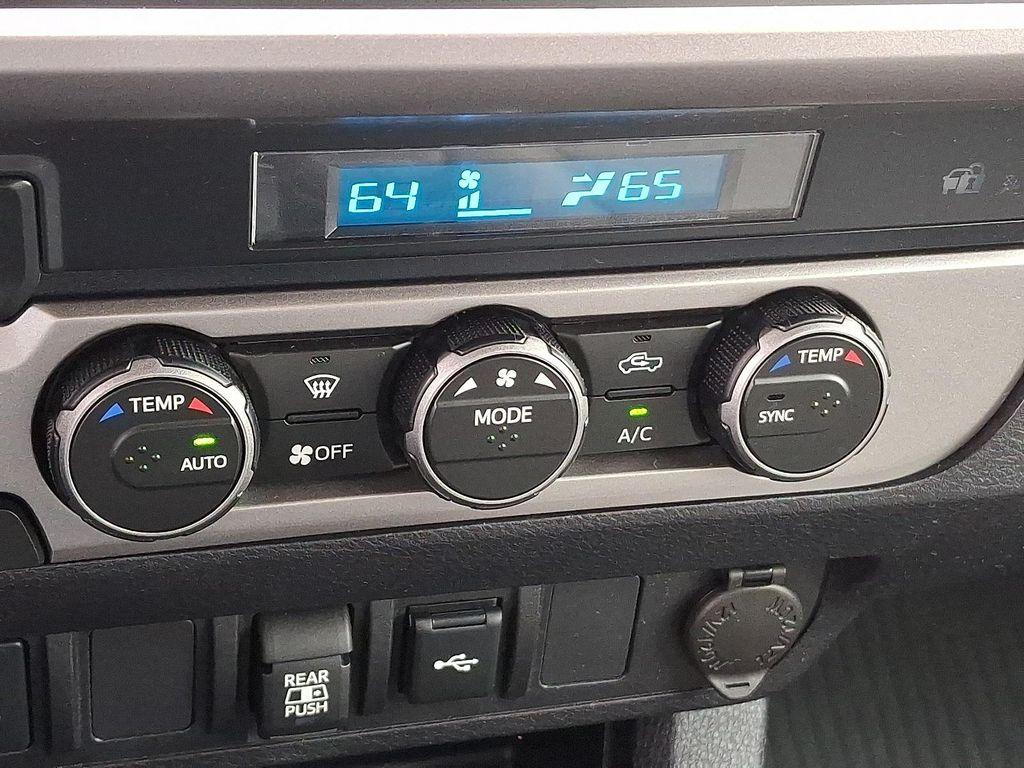 64 65
TEMP
AUTO
OFF
MODE
A/C
TEMP
SYNC
REAR
PUSH